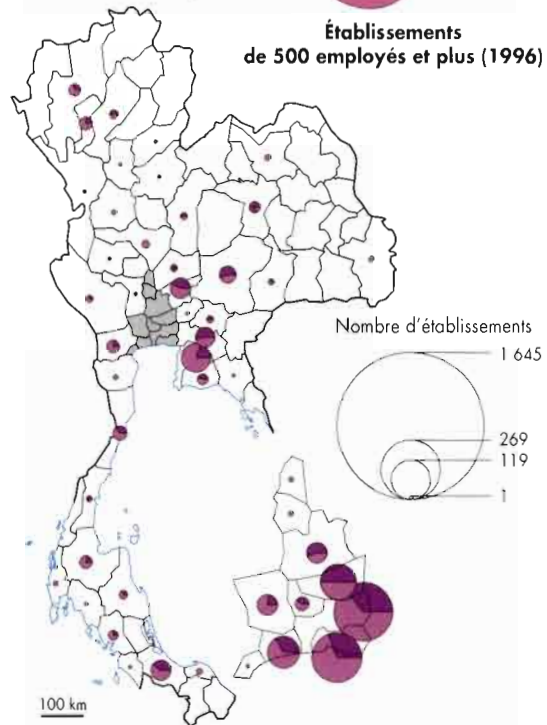 Établissements
de 500 employés et plus (1996)
Nombre d'établissements
1 645
269
119
1
100 km